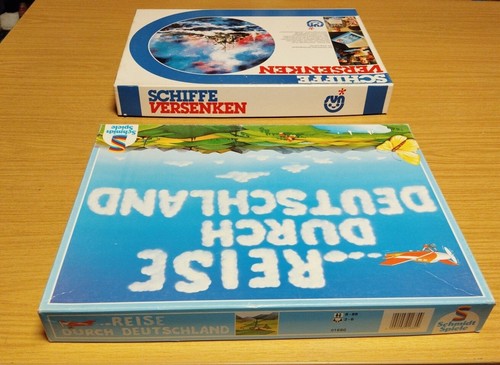 SCHIFFE
VERSENKEN
SCHIFFE
VERSENKEN
Schmidt
Spiele
...REISE
DURCH
DEUTSCHLAND
...REISE
DURCH DEUTSCHLAND
Schmidt
Spiele